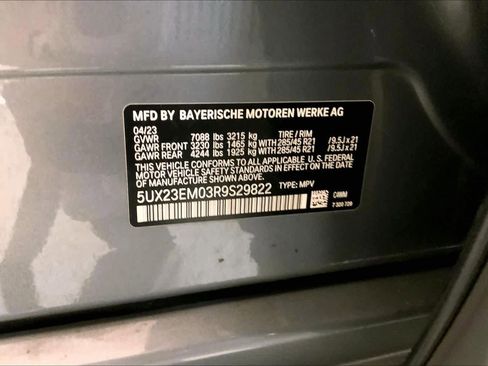 MFD BY BAYERISCHE MOTOREN WERKE AG
04/23
GVWR 7088 lbs 3215 kg TIRE / RIM
GAWR FRONT 3230 lbs 1465 kg WITH 285/45 R21 /9.5J x 21
GAWR REAR 4244 lbs 1925 kg WITH 285/45 R21 /9.5J x 21
THIS VEHICLE CONFORMS TO ALL APPLICABLE U. S. FEDERAL
MOTOR VEHICLE SAFETY STANDARDS IN EFFECT ON
THE DATE OF MANUFACTURE SHOWN ABOVE.
5UX23EM03R9S29822 TYPE: MPV